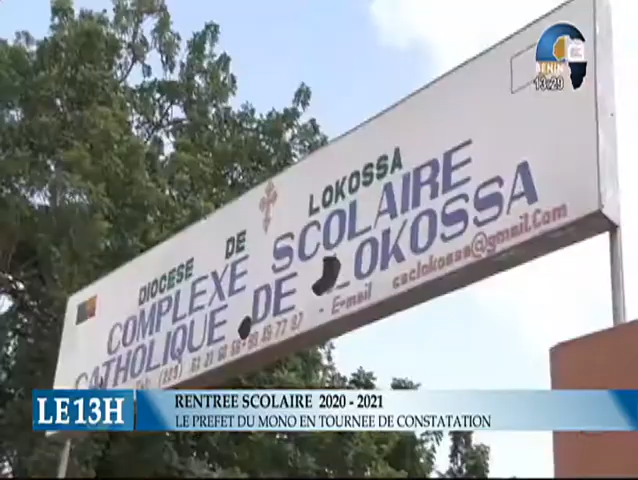 DIOCESE DE LOKOSSA
COMPLEXE SCOLAIRE
CATHOLIQUE DE LOKOSSA
E-mail csclokossa@gmail.Com
BENIN
13:29
LE13H
RENTREE SCOLAIRE 2020 - 2021
LE PREFET DU MONO EN TOURNEE DE CONSTATATION